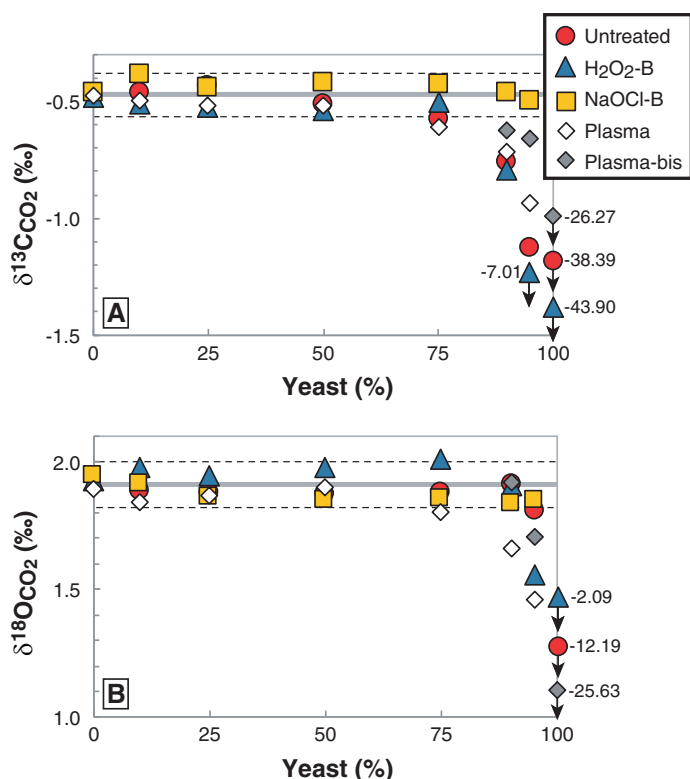 Untreated
H2O2-B
NaOCl-B
Plasma
Plasma-bis
δ13CCO2 (‰)
-0.5
-1.0
-1.5
-26.27
-7.01
-38.39
-43.90
A
0 25 50 75 100
Yeast (%)
δ18OCO2 (‰)
2.0
1.5
1.0
-2.09
-12.19
-25.63
B
0 25 50 75 100
Yeast (%)